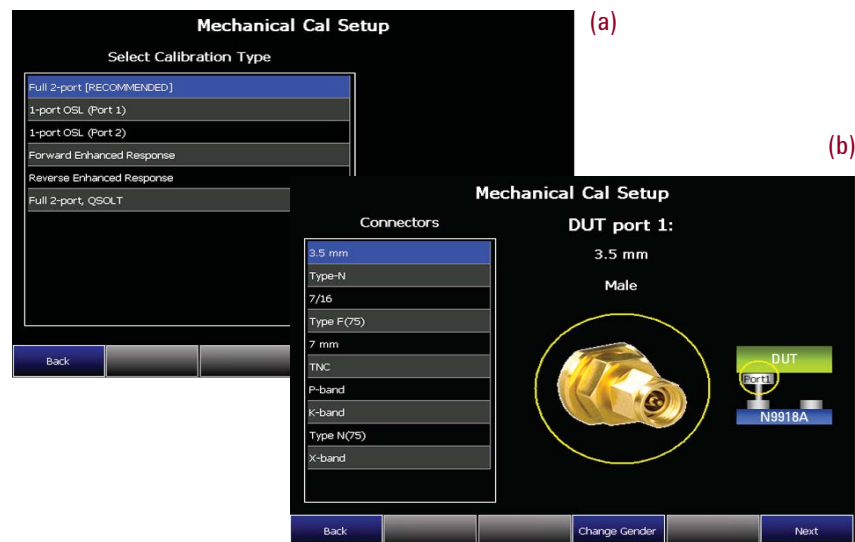 Mechanical Cal Setup
(a)
Select Calibration Type
Full 2-port [RECOMMENDED]
1-port OSL (Port 1)
1-port OSL (Port 2)
Forward Enhanced Response
Reverse Enhanced Response
Full 2-port, QSOLT
Back
(b)
Mechanical Cal Setup
Connectors
3.5 mm
Type-N
7/16
Type F(75)
7 mm
TNC
P-band
K-band
Type N(75)
X-band
DUT port 1:
3.5 mm
Male
DUT
Port1
N9918A
Back
Change Gender
Next